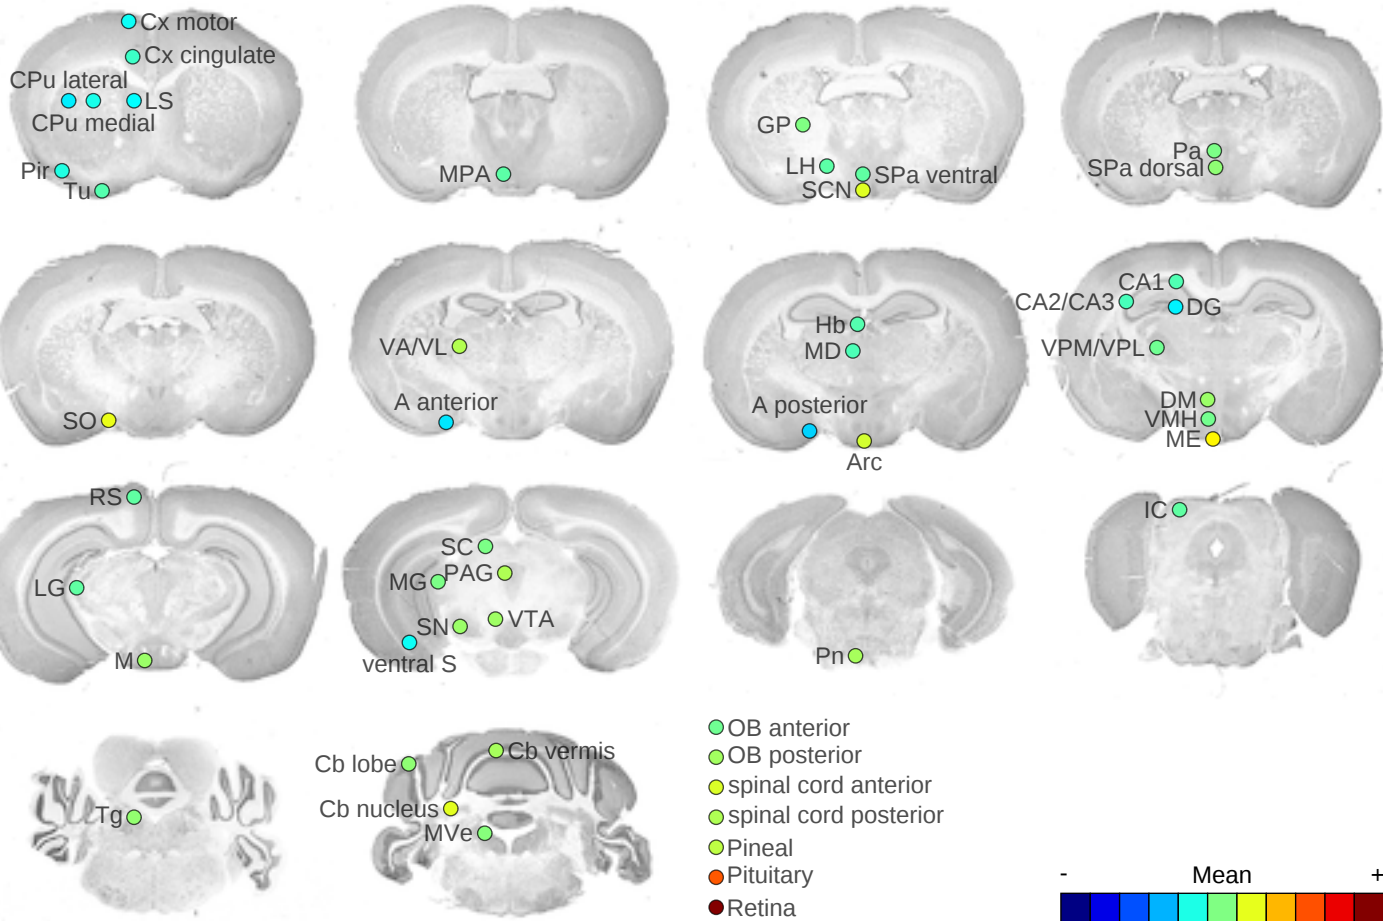 Cx motor
Cx cingulate
CPu lateral
LS
CPu medial
Pir
Tu
MPA
GP
LH
SPa ventral
SCN
Pa
SPa dorsal
SO
VA/VL
A anterior
Hb
MD
A posterior
Arc
CA1
CA2/CA3
DG
VPM/VPL
DM
VMH
ME
RS
LG
M
SC
PAG
MG
VTA
SN
ventral S
Pn
IC
Tg
Cb vermis
Cb lobe
Cb nucleus
MVe
OB anterior
OB posterior
spinal cord anterior
spinal cord posterior
Pineal
Pituitary
Retina
- Mean +